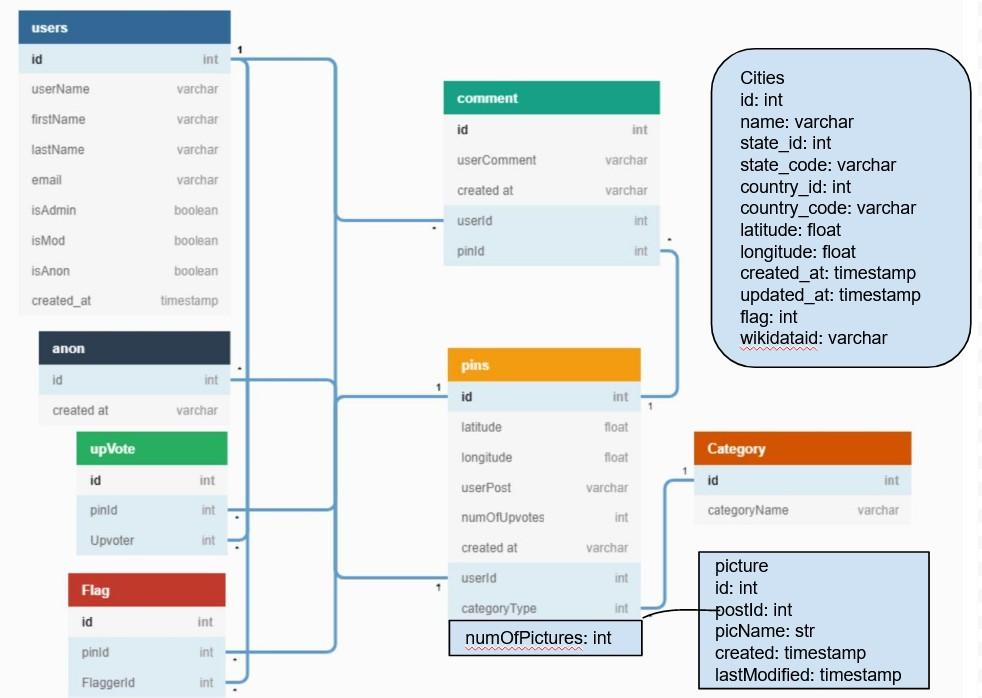 users
id int
userName varchar
firstName varchar
lastName varchar
email varchar
isAdmin boolean
isMod boolean
isAnon boolean
created_at timestamp
anon
id int
created at varchar
upVote
id int
pinId int
Upvoter int
Flag
id int
pinId int
FlaggerId int
1
comment
id int
userComment varchar
created at varchar
userId int
pinId int
pins
1
id int
1
latitude float
longitude float
userPost varchar
numOfUpvotes int
created at varchar
userId int
1
categoryType int
numOfPictures: int
Cities
id: int
name: varchar
state_id: int
state_code: varchar
country_id: int
country_code: varchar
latitude: float
longitude: float
created_at: timestamp
updated_at: timestamp
flag: int
wikidataid: varchar
Category
1
id int
categoryName varchar
picture
id: int
postId: int
picName: str
created: timestamp
lastModified: timestamp